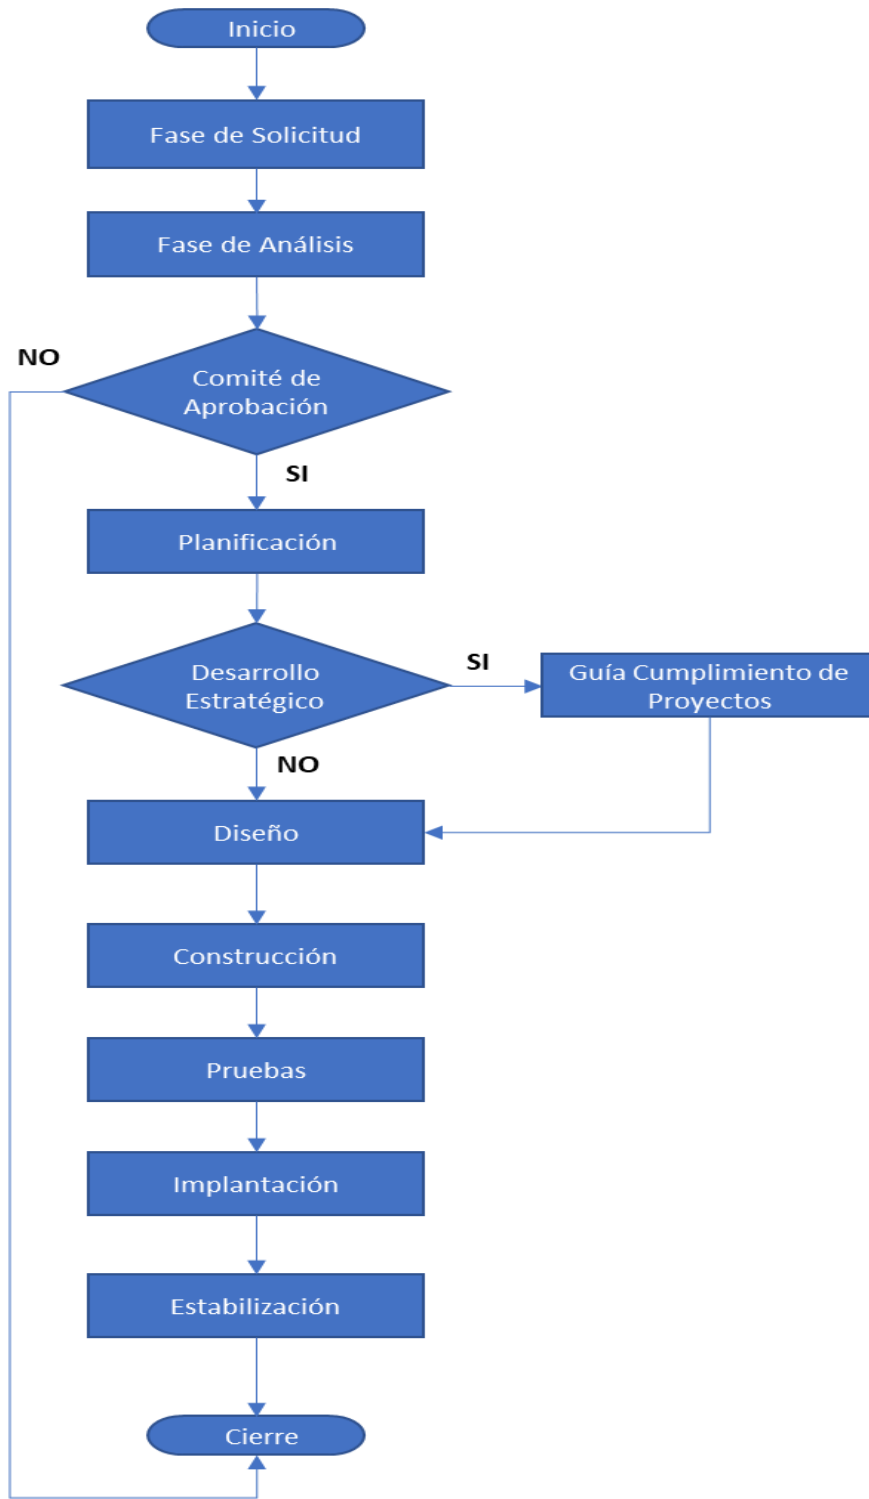 Inicio
Fase de Solicitud
Fase de Análisis
NO
Comité de
Aprobación
SI
Planificación
Desarrollo
Estratégico
SI
Guía Cumplimiento de
Proyectos
NO
Diseño
Construcción
Pruebas
Implantación
Estabilización
Cierre